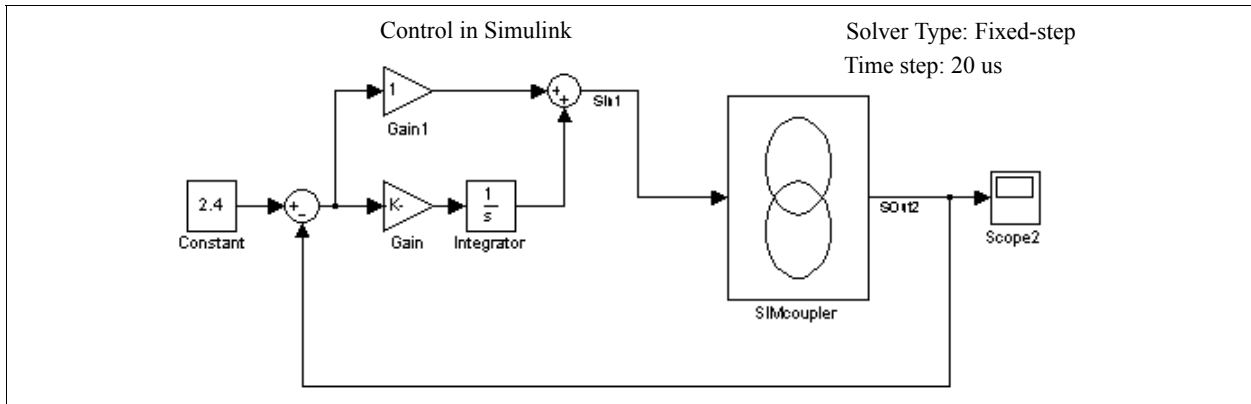 Control in Simulink
Solver Type: Fixed-step
Time step: 20 us
1
Gain1
+
+
SIn1
2.4
Constant
+
-
K-
Gain
1
s
Integrator
SIMcoupler
SOut2
Scope2